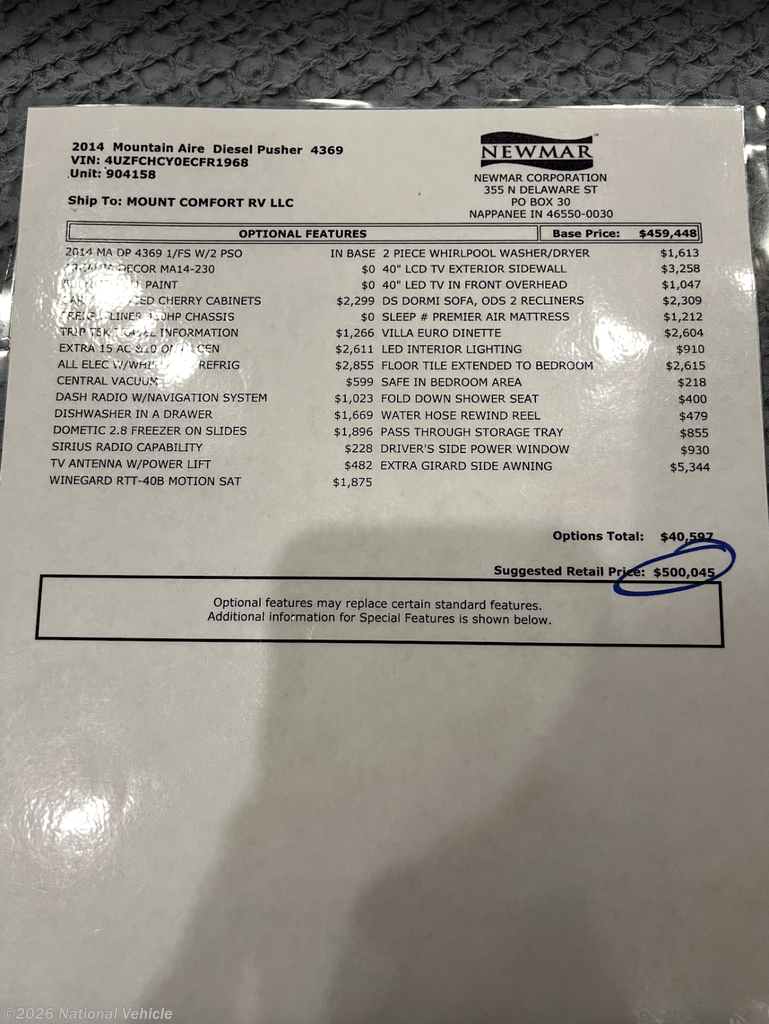 2014 Mountain Aire Diesel Pusher 4369
VIN: 4UZFCHCY0ECFR1968
Unit: 904158
Ship To: MOUNT COMFORT RV LLC
NEWMAR
NEWMAR CORPORATION
355 N DELAWARE ST
PO BOX 30
NAPPANEE IN 46550-0030
OPTIONAL FEATURES Base Price: $459,448
2014 MA DP 4369 1/FS W/2 PSO IN BASE 2 PIECE WHIRLPOOL WASHER/DRYER $1,613
DECOR MA14-230 $0 40" LCD TV EXTERIOR SIDEWALL $3,258
PAINT $0 40" LED TV IN FRONT OVERHEAD $1,047
CHERRY CABINETS $2,299 DS DORMI SOFA, ODS 2 RECLINERS $2,309
CHASSIS $0 SLEEP # PREMIER AIR MATTRESS $1,212
TRIP TEK INFORMATION $1,266 VILLA EURO DINETTE $2,604
EXTRA 15 AC $2,611 LED INTERIOR LIGHTING $910
ALL ELEC REFRIG $2,855 FLOOR TILE EXTENDED TO BEDROOM $2,615
CENTRAL VACUUM $599 SAFE IN BEDROOM AREA $218
DASH RADIO W/NAVIGATION SYSTEM $1,023 FOLD DOWN SHOWER SEAT $400
DISHWASHER IN A DRAWER $1,669 WATER HOSE REWIND REEL $479
DOMETIC 2.8 FREEZER ON SLIDES $1,896 PASS THROUGH STORAGE TRAY $855
SIRIUS RADIO CAPABILITY $228 DRIVER'S SIDE POWER WINDOW $930
TV ANTENNA W/POWER LIFT $482 EXTRA GIRARD SIDE AWNING $5,344
WINEGARD RTT-40B MOTION SAT $1,875
Options Total: $40,597
Suggested Retail Price: $500,045
Optional features may replace certain standard features.
Additional information for Special Features is shown below.
©2026 National Vehicle